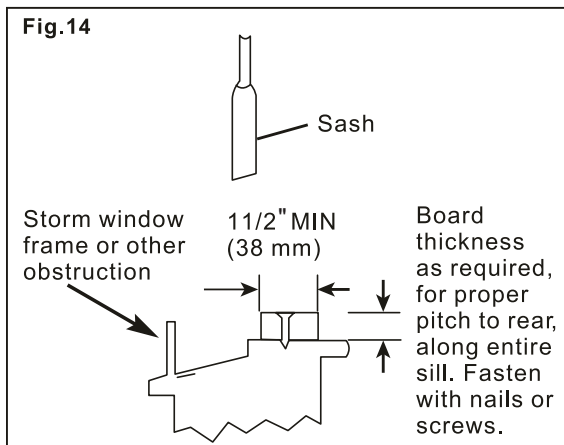 Fig.14
Sash
Storm window
frame or other
obstruction
11/2" MIN
(38 mm)
Board
thickness
as required,
for proper
pitch to rear,
along entire
sill. Fasten
with nails or
screws.